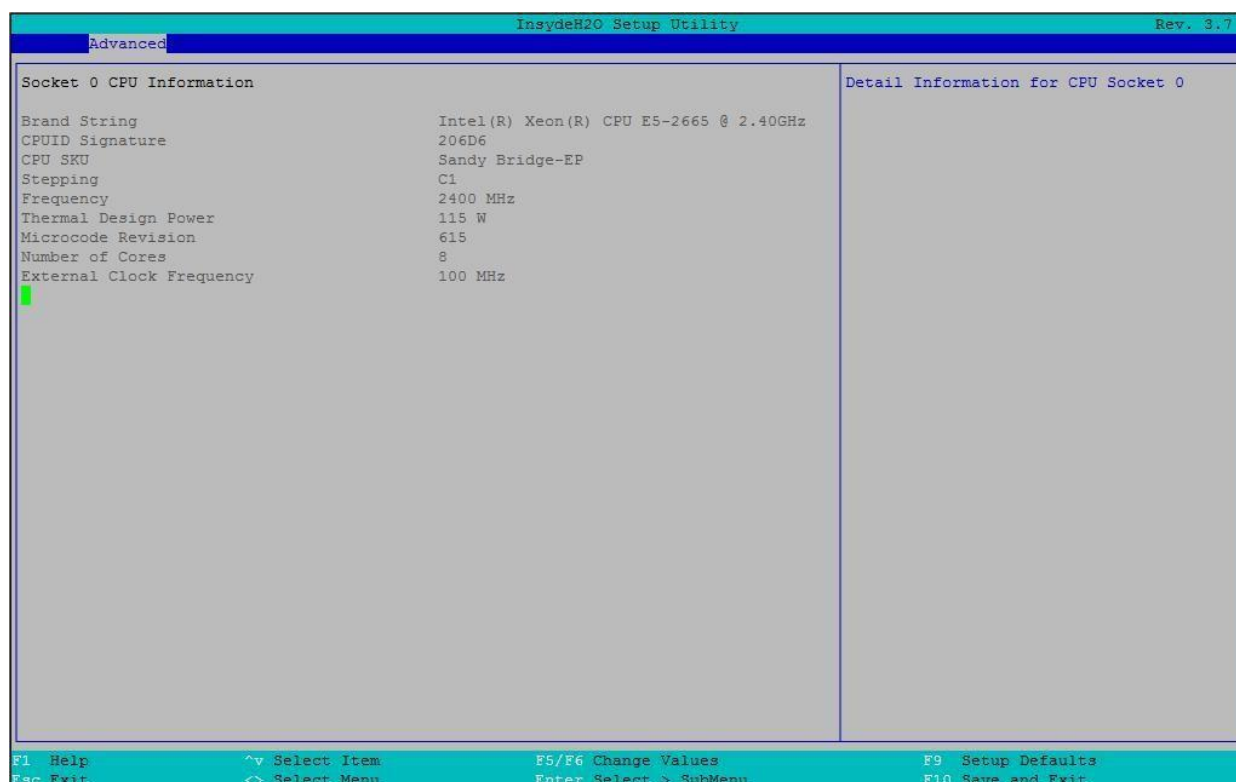 InsydeH2O Setup Utility Rev. 3.7
Advanced
Socket 0 CPU Information
Detail Information for CPU Socket 0
Brand String Intel(R) Xeon(R) CPU E5-2665 @ 2.40GHz
CPUID Signature 206D6
CPU SKU Sandy Bridge-EP
Stepping C1
Frequency 2400 MHz
Thermal Design Power 115 W
Microcode Revision 615
Number of Cores 8
External Clock Frequency 100 MHz
F1 Help ^v Select Item F5/F6 Change Values F9 Setup Defaults
Esc Exit <> Select Menu Enter Select > SubMenu F10 Save and Exit